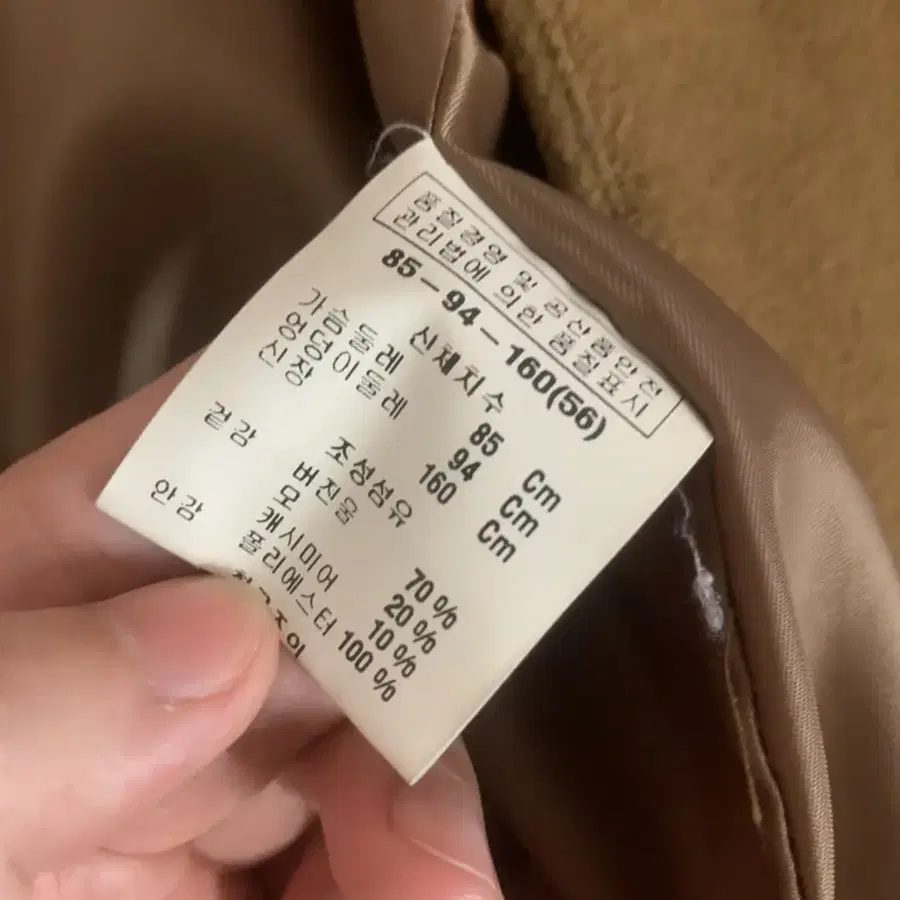 품질경영 및 공산품안전
관리법에 의한 품질표시
85-94-160(56)
신체치수
가슴둘레 85 Cm
엉덩이둘레 94 Cm
신장 160 Cm
조성섬유
겉감 버진울 70%
모 20%
캐시미어 10%
안감 폴리에스터 100%